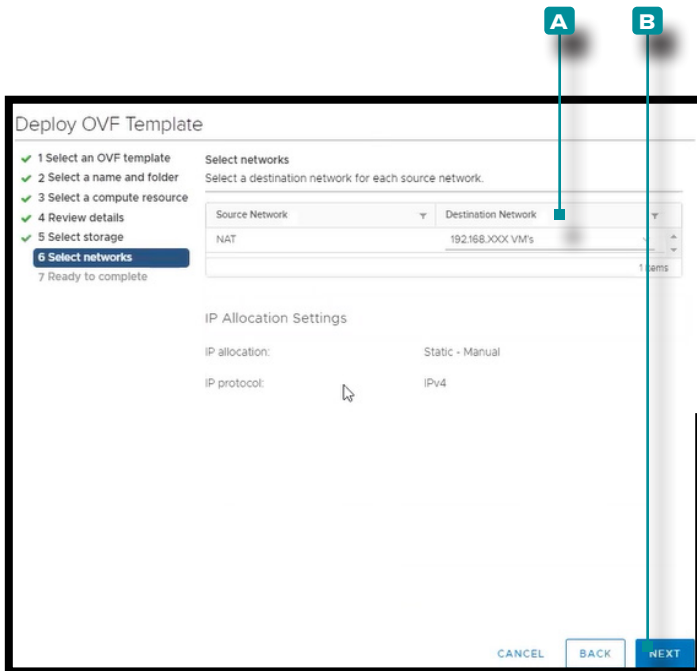 A B
Deploy OVF Template
1 Select an OVF template
2 Select a name and folder
3 Select a compute resource
4 Review details
5 Select storage
6 Select networks
7 Ready to complete
Select networks
Select a destination network for each source network.
Source Network Destination Network
NAT 192.168.XXX VM's
1 items
IP Allocation Settings
IP allocation: Static - Manual
IP protocol: IPv4
CANCEL BACK NEXT